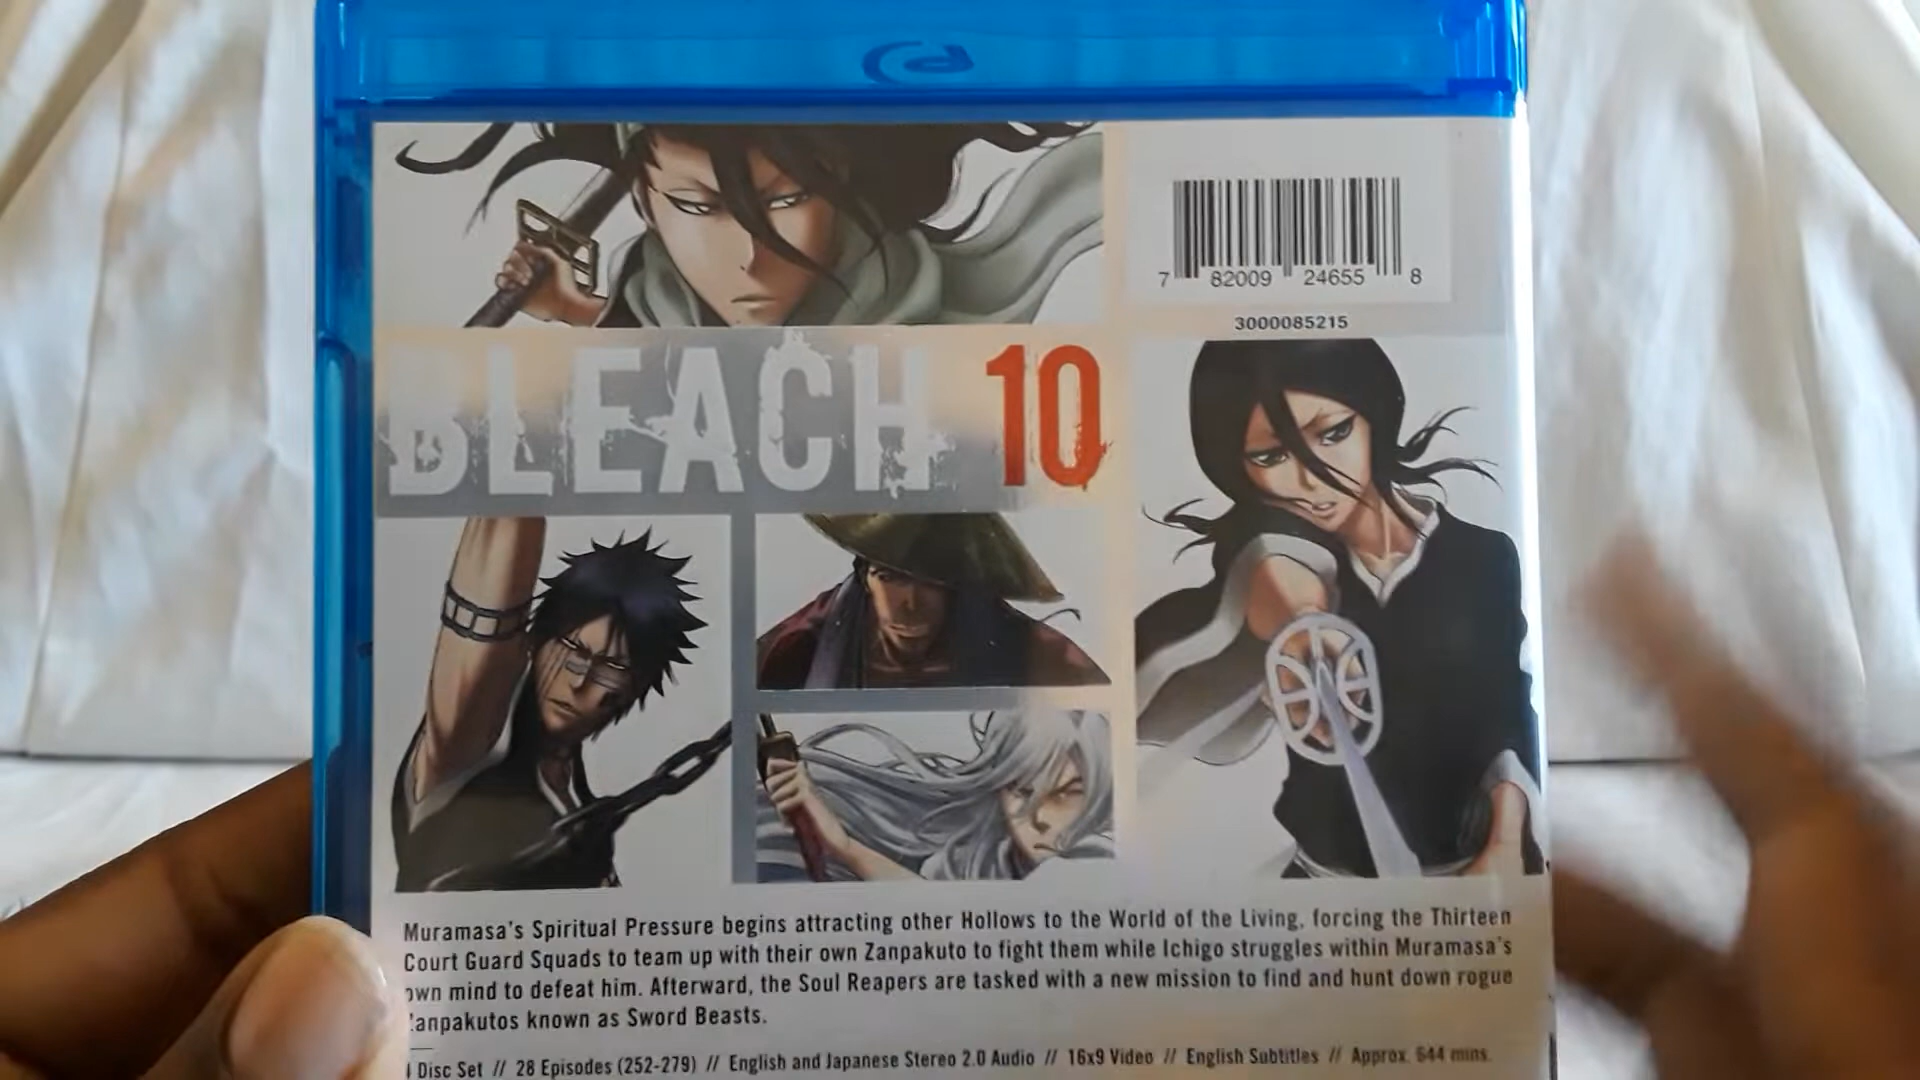 7 82009 24655 8
3000085215
BLEACH 10
Muramasa's Spiritual Pressure begins attracting other Hollows to the World of the Living, forcing the Thirteen
Court Guard Squads to team up with their own Zanpakuto to fight them while Ichigo struggles within Muramasa's
own mind to defeat him. Afterward, the Soul Reapers are tasked with a new mission to find and hunt down rogue
Zanpakutos known as Sword Beasts.
Disc Set // 28 Episodes (252-279) // English and Japanese Stereo 2.0 Audio // 16x9 Video // English Subtitles // Approx. 644 mins.